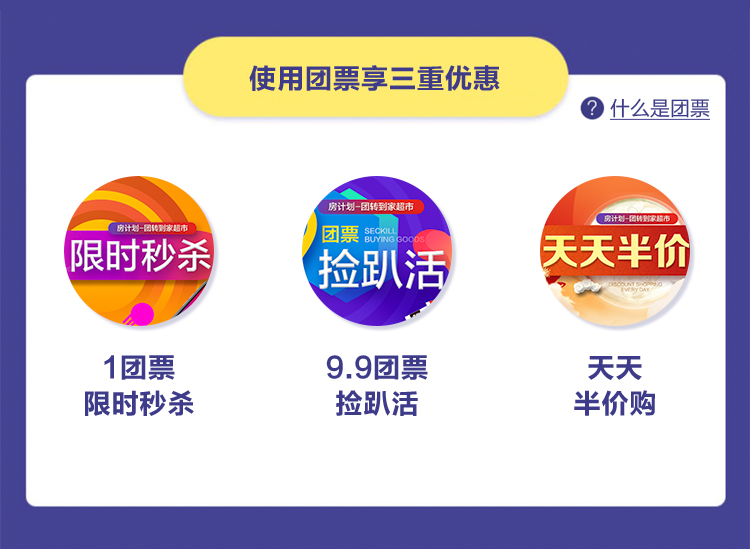 使用团票享三重优惠
? 什么是团票
房计划-团转到家超市
限时秒杀
房计划-团转到家超市
团票 SECKILL
BUYING GOODS
捡趴活
房计划-团转到家超市
天天半价
DISCOUNT SHOPPING
EVERY DAY
1团票
限时秒杀
9.9团票
捡趴活
天天
半价购